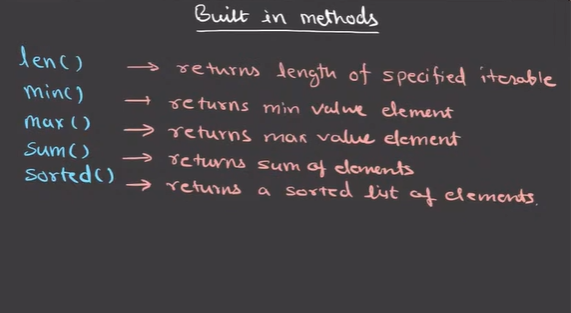 Built in methods
len() → returns length of specified iterable
min() → returns min value element
max() → returns max value element
sum() → returns sum of elements
sorted() → returns a sorted list of elements.